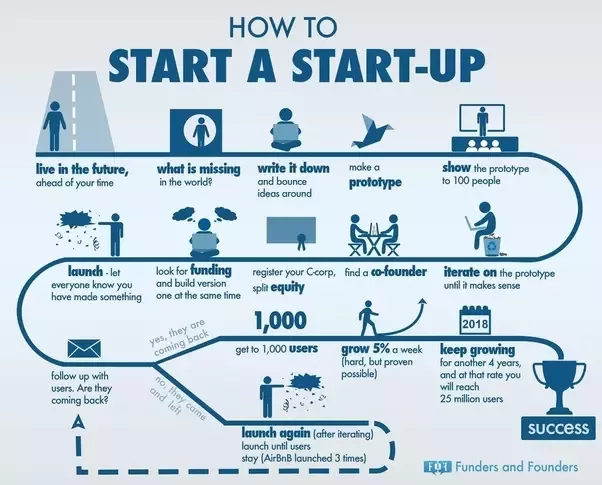 HOW TO
START A START-UP
live in the future,
ahead of your time
what is missing
in the world?
write it down
and bounce
ideas around
make a
prototype
show the prototype
to 100 people
iterate on the prototype
until it makes sense
find a co-founder
register your C-corp,
split equity
look for funding
and build version
one at the same time
launch - let
everyone know you
have made something
follow up with
users. Are they
coming back?
yes, they are
coming back
1,000
get to 1,000 users
grow 5% a week
(hard, but proven
possible)
2018
keep growing
for another 4 years,
and at that rate you
will reach
25 million users
SUCCESS
no, they came
and left
launch again (after iterating)
launch until users
stay (AirBnB launched 3 times)
Funders and Founders